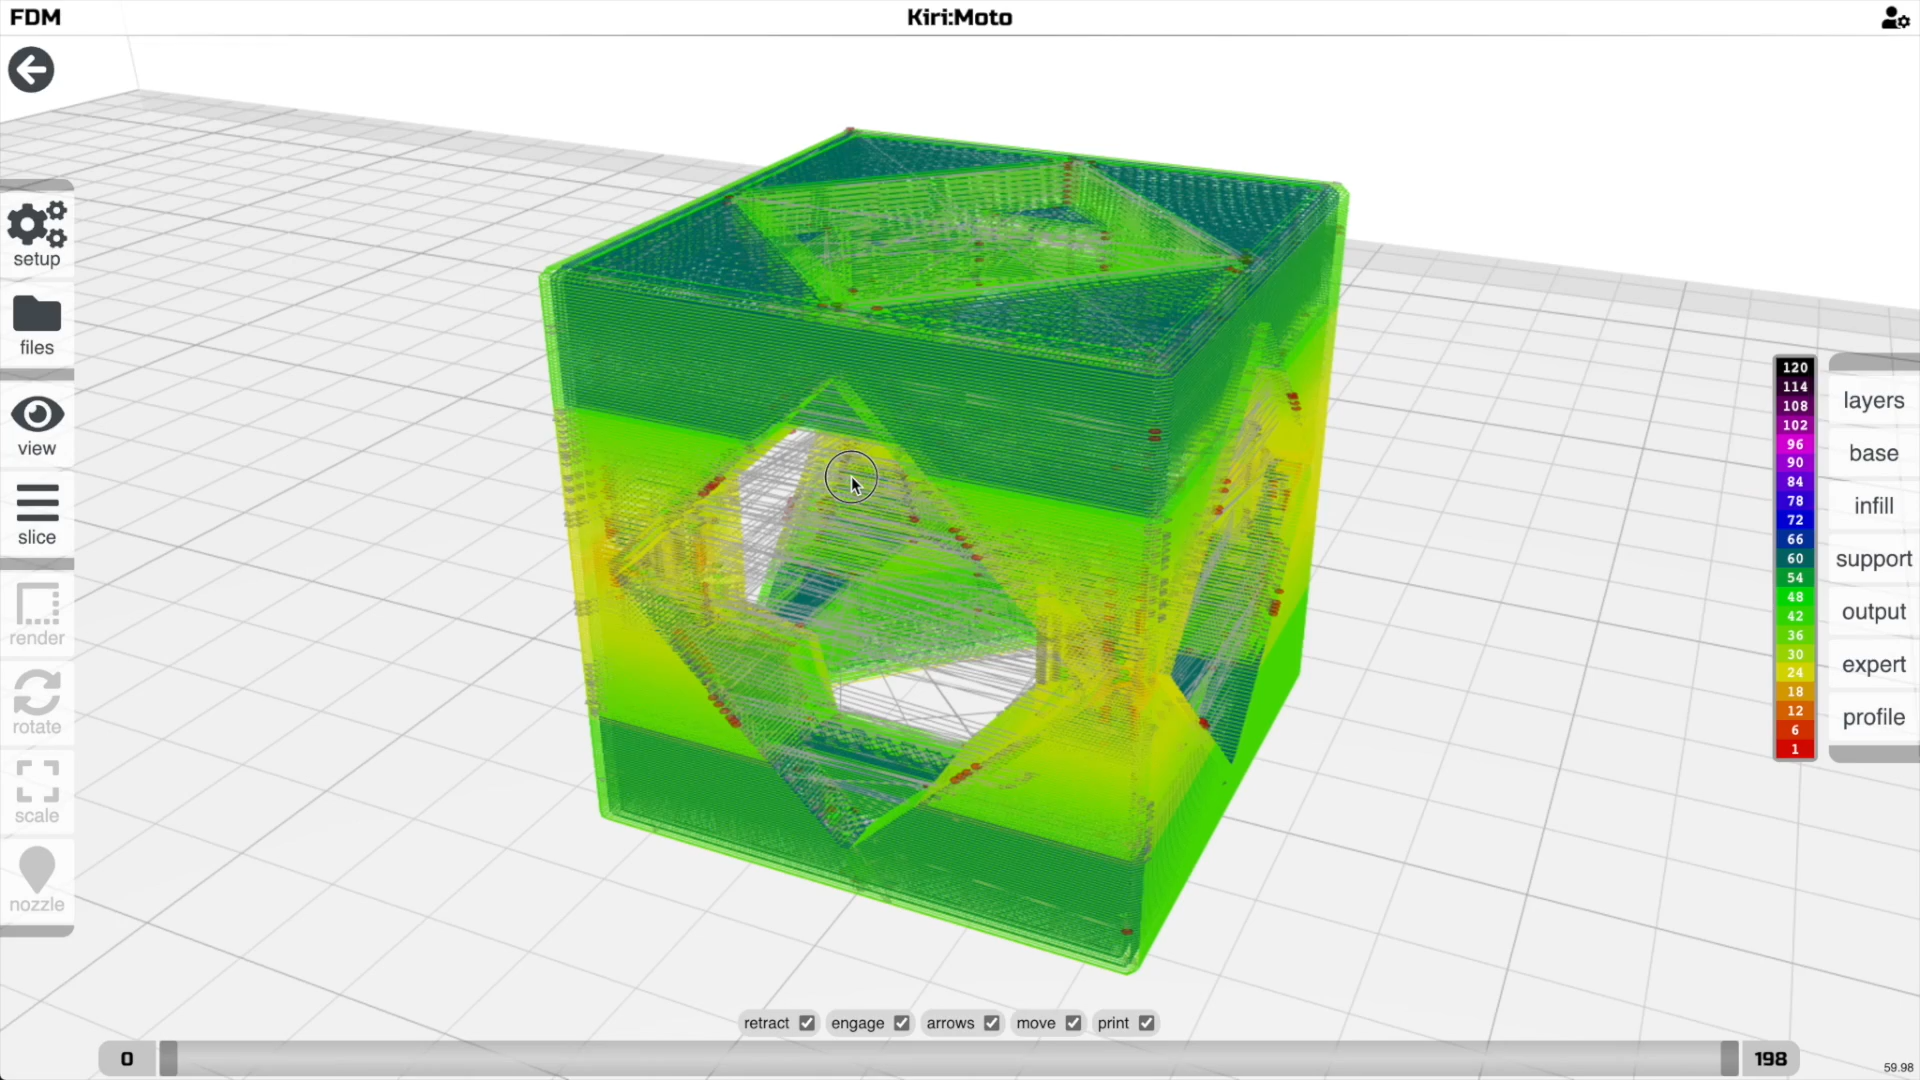 FDM
Kiri:Moto
setup
files
view
slice
render
rotate
scale
nozzle
120
114
108
102
96
90
84
78
72
66
60
54
48
42
36
30
24
18
12
6
1
layers
base
infill
support
output
expert
profile
retract engage arrows move print
0
198
59.98